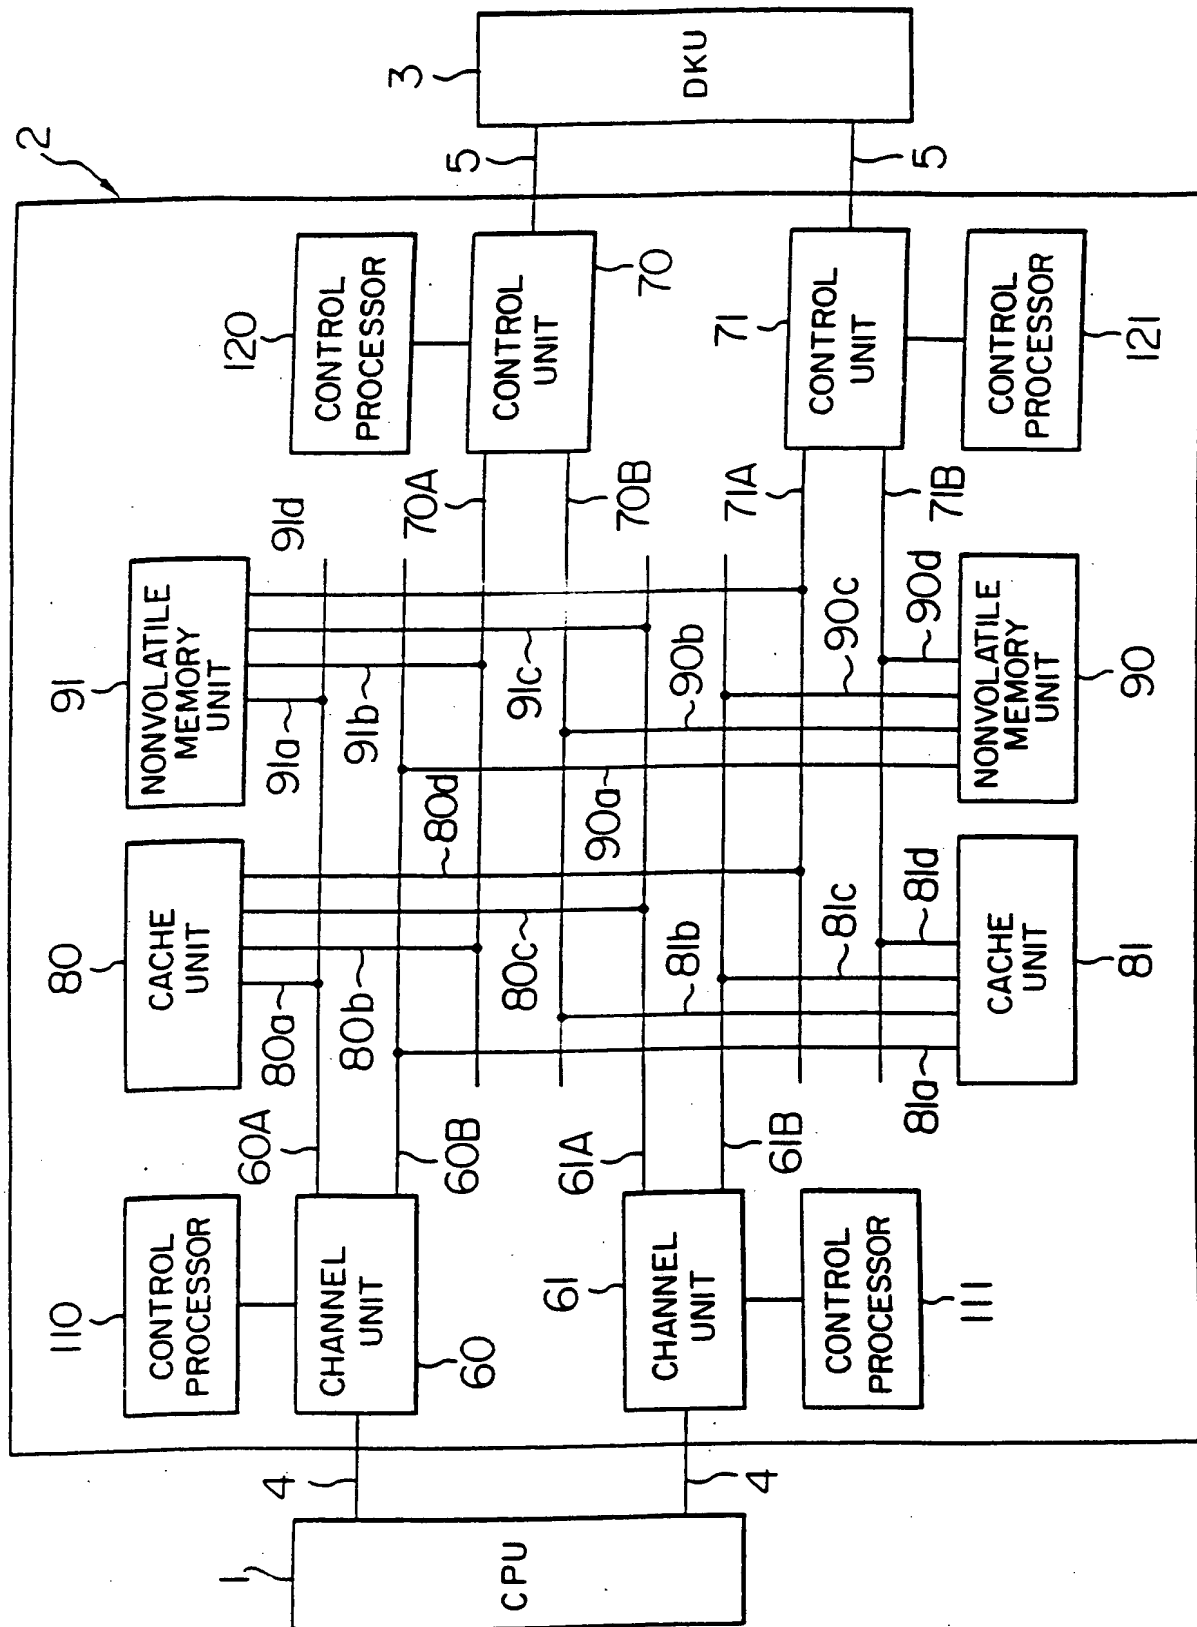 2
110
CONTROL
PROCESSOR
80
CACHE
UNIT
91
NONVOLATILE
MEMORY
UNIT
120
CONTROL
PROCESSOR
1
CPU
4
CHANNEL
UNIT
60
60A
60B
80a
80b
80c
80d
91a
91b
91c
91d
70A
70B
CONTROL
UNIT
70
5
3
DKU
4
61
CHANNEL
UNIT
61A
61B
81a
81b
81c
81d
90a
90b
90c
90d
71A
71B
71
CONTROL
UNIT
5
CONTROL
PROCESSOR
111
CACHE
UNIT
81
NONVOLATILE
MEMORY
UNIT
90
CONTROL
PROCESSOR
121